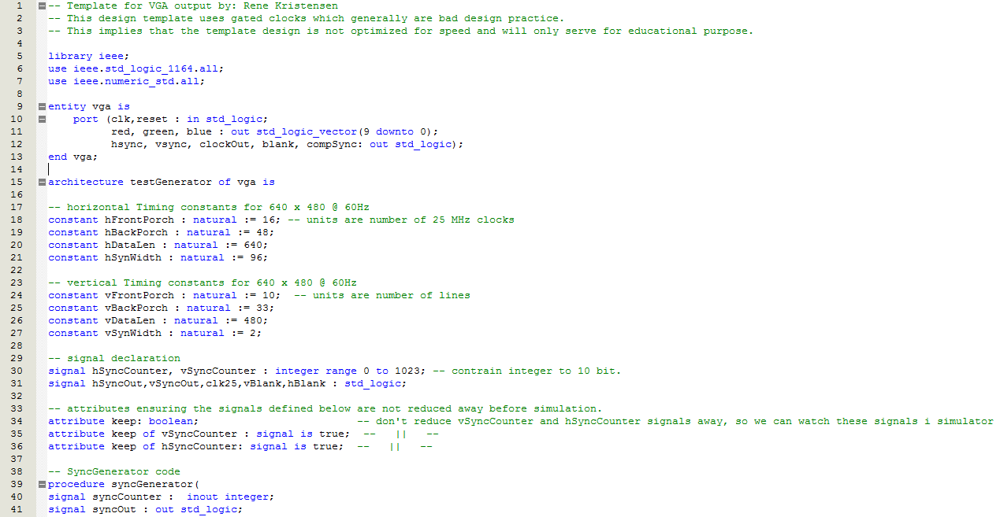 1 -- Template for VGA output by: Rene Kristensen
2 -- This design template uses gated clocks which generally are bad design practice.
3 -- This implies that the template design is not optimized for speed and will only serve for educational purpose.
4
5 library ieee;
6 use ieee.std_logic_1164.all;
7 use ieee.numeric_std.all;
8
9 entity vga is
10     port (clk,reset : in std_logic;
11           red, green, blue : out std_logic_vector(9 downto 0);
12           hsync, vsync, clockOut, blank, compSync: out std_logic);
13 end vga;
14
15 architecture testGenerator of vga is
16
17 -- horizontal Timing constants for 640 x 480 @ 60Hz
18 constant hFrontPorch : natural := 16; -- units are number of 25 MHz clocks
19 constant hBackPorch : natural := 48;
20 constant hDataLen : natural := 640;
21 constant hSynWidth : natural := 96;
22
23 -- vertical Timing constants for 640 x 480 @ 60Hz
24 constant vFrontPorch : natural := 10;  -- units are number of lines
25 constant vBackPorch : natural := 33;
26 constant vDataLen : natural := 480;
27 constant vSynWidth : natural := 2;
28
29 -- signal declaration
30 signal hSyncCounter, vSyncCounter : integer range 0 to 1023; -- contrain integer to 10 bit.
31 signal hSyncOut,vSyncOut,clk25,vBlank,hBlank : std_logic;
32
33 -- attributes ensuring the signals defined below are not reduced away before simulation.
34 attribute keep: boolean;                         -- don't reduce vSyncCounter and hSyncCounter signals away, so we can watch these signals i simulator
35 attribute keep of vSyncCounter : signal is true;  --   ||   --
36 attribute keep of hSyncCounter: signal is true;  --   ||   --
37
38 -- SyncGenerator code
39 procedure syncGenerator(
40 signal syncCounter :  inout integer;
41 signal syncOut : out std_logic;